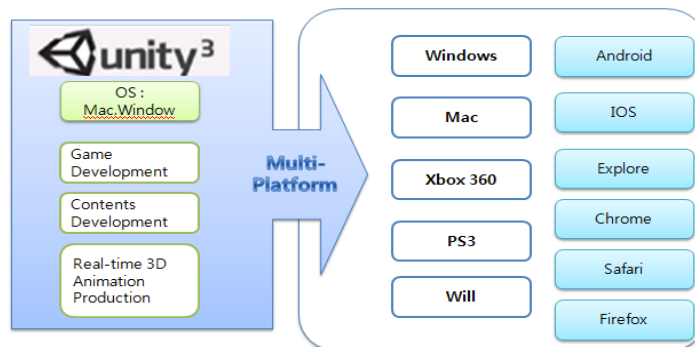 unity³
OS :
Mac.Window
Game
Development
Contents
Development
Real-time 3D
Animation
Production
Multi-
Platform
Windows
Mac
Xbox 360
PS3
Will
Android
IOS
Explore
Chrome
Safari
Firefox